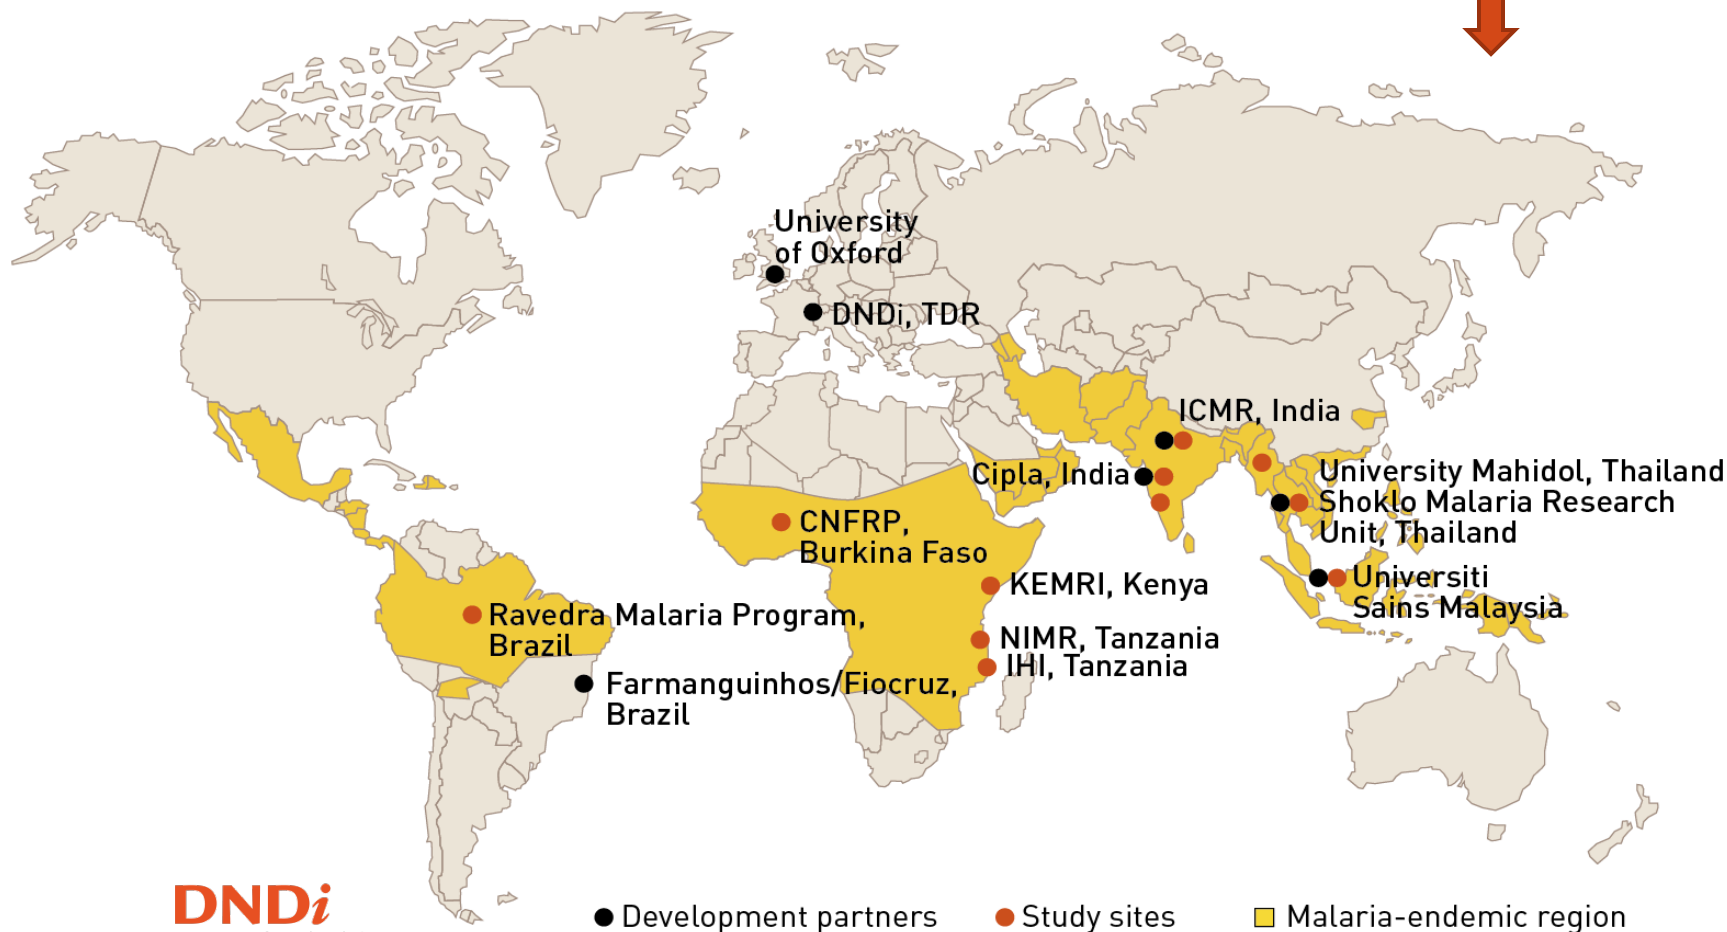 University
of Oxford
DNDi, TDR
ICMR, India
Cipla, India
University Mahidol, Thailand
Shoklo Malaria Research
Unit, Thailand
CNFRP,
Burkina Faso
KEMRI, Kenya
Universiti
Sains Malaysia
Ravedra Malaria Program,
Brazil
NIMR, Tanzania
IHI, Tanzania
Farmanguinhos/Fiocruz,
Brazil
DNDi
Development partners
Study sites
Malaria-endemic region